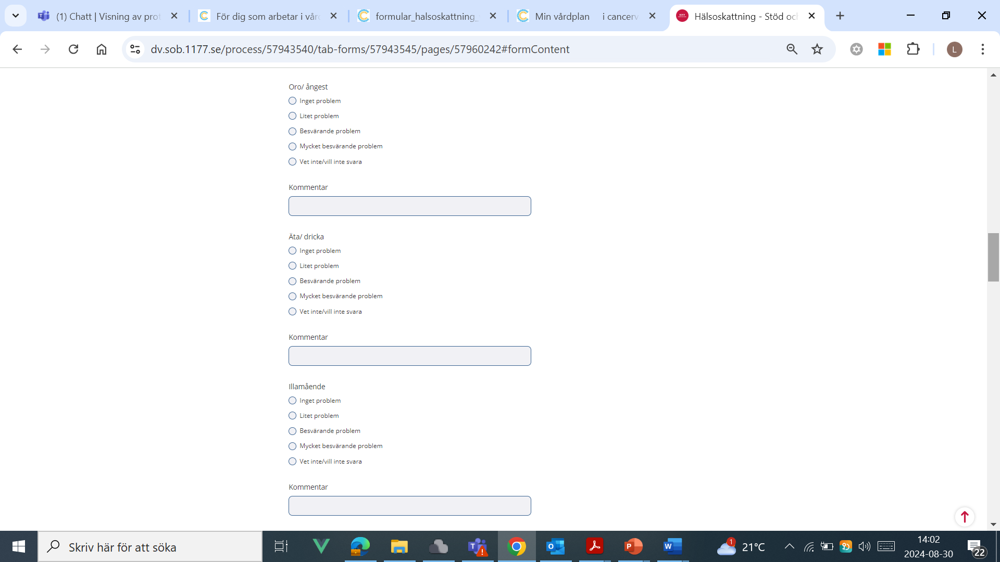 (1) Chatt | Visning av prot
För dig som arbetar i vård
formular_halsoskattning_
Min vårdplan i cancerv
Hälsoskattning - Stöd och
dv.sob.1177.se/process/57943540/tab-forms/57943545/pages/57960242#formContent
L
Oro/ ångest
Inget problem
Litet problem
Besvärande problem
Mycket besvärande problem
Vet inte/vill inte svara
Kommentar
Äta/ dricka
Inget problem
Litet problem
Besvärande problem
Mycket besvärande problem
Vet inte/vill inte svara
Kommentar
Illamående
Inget problem
Litet problem
Besvärande problem
Mycket besvärande problem
Vet inte/vill inte svara
Kommentar
Skriv här för att söka
1
21°C
14:02
2024-08-30
22